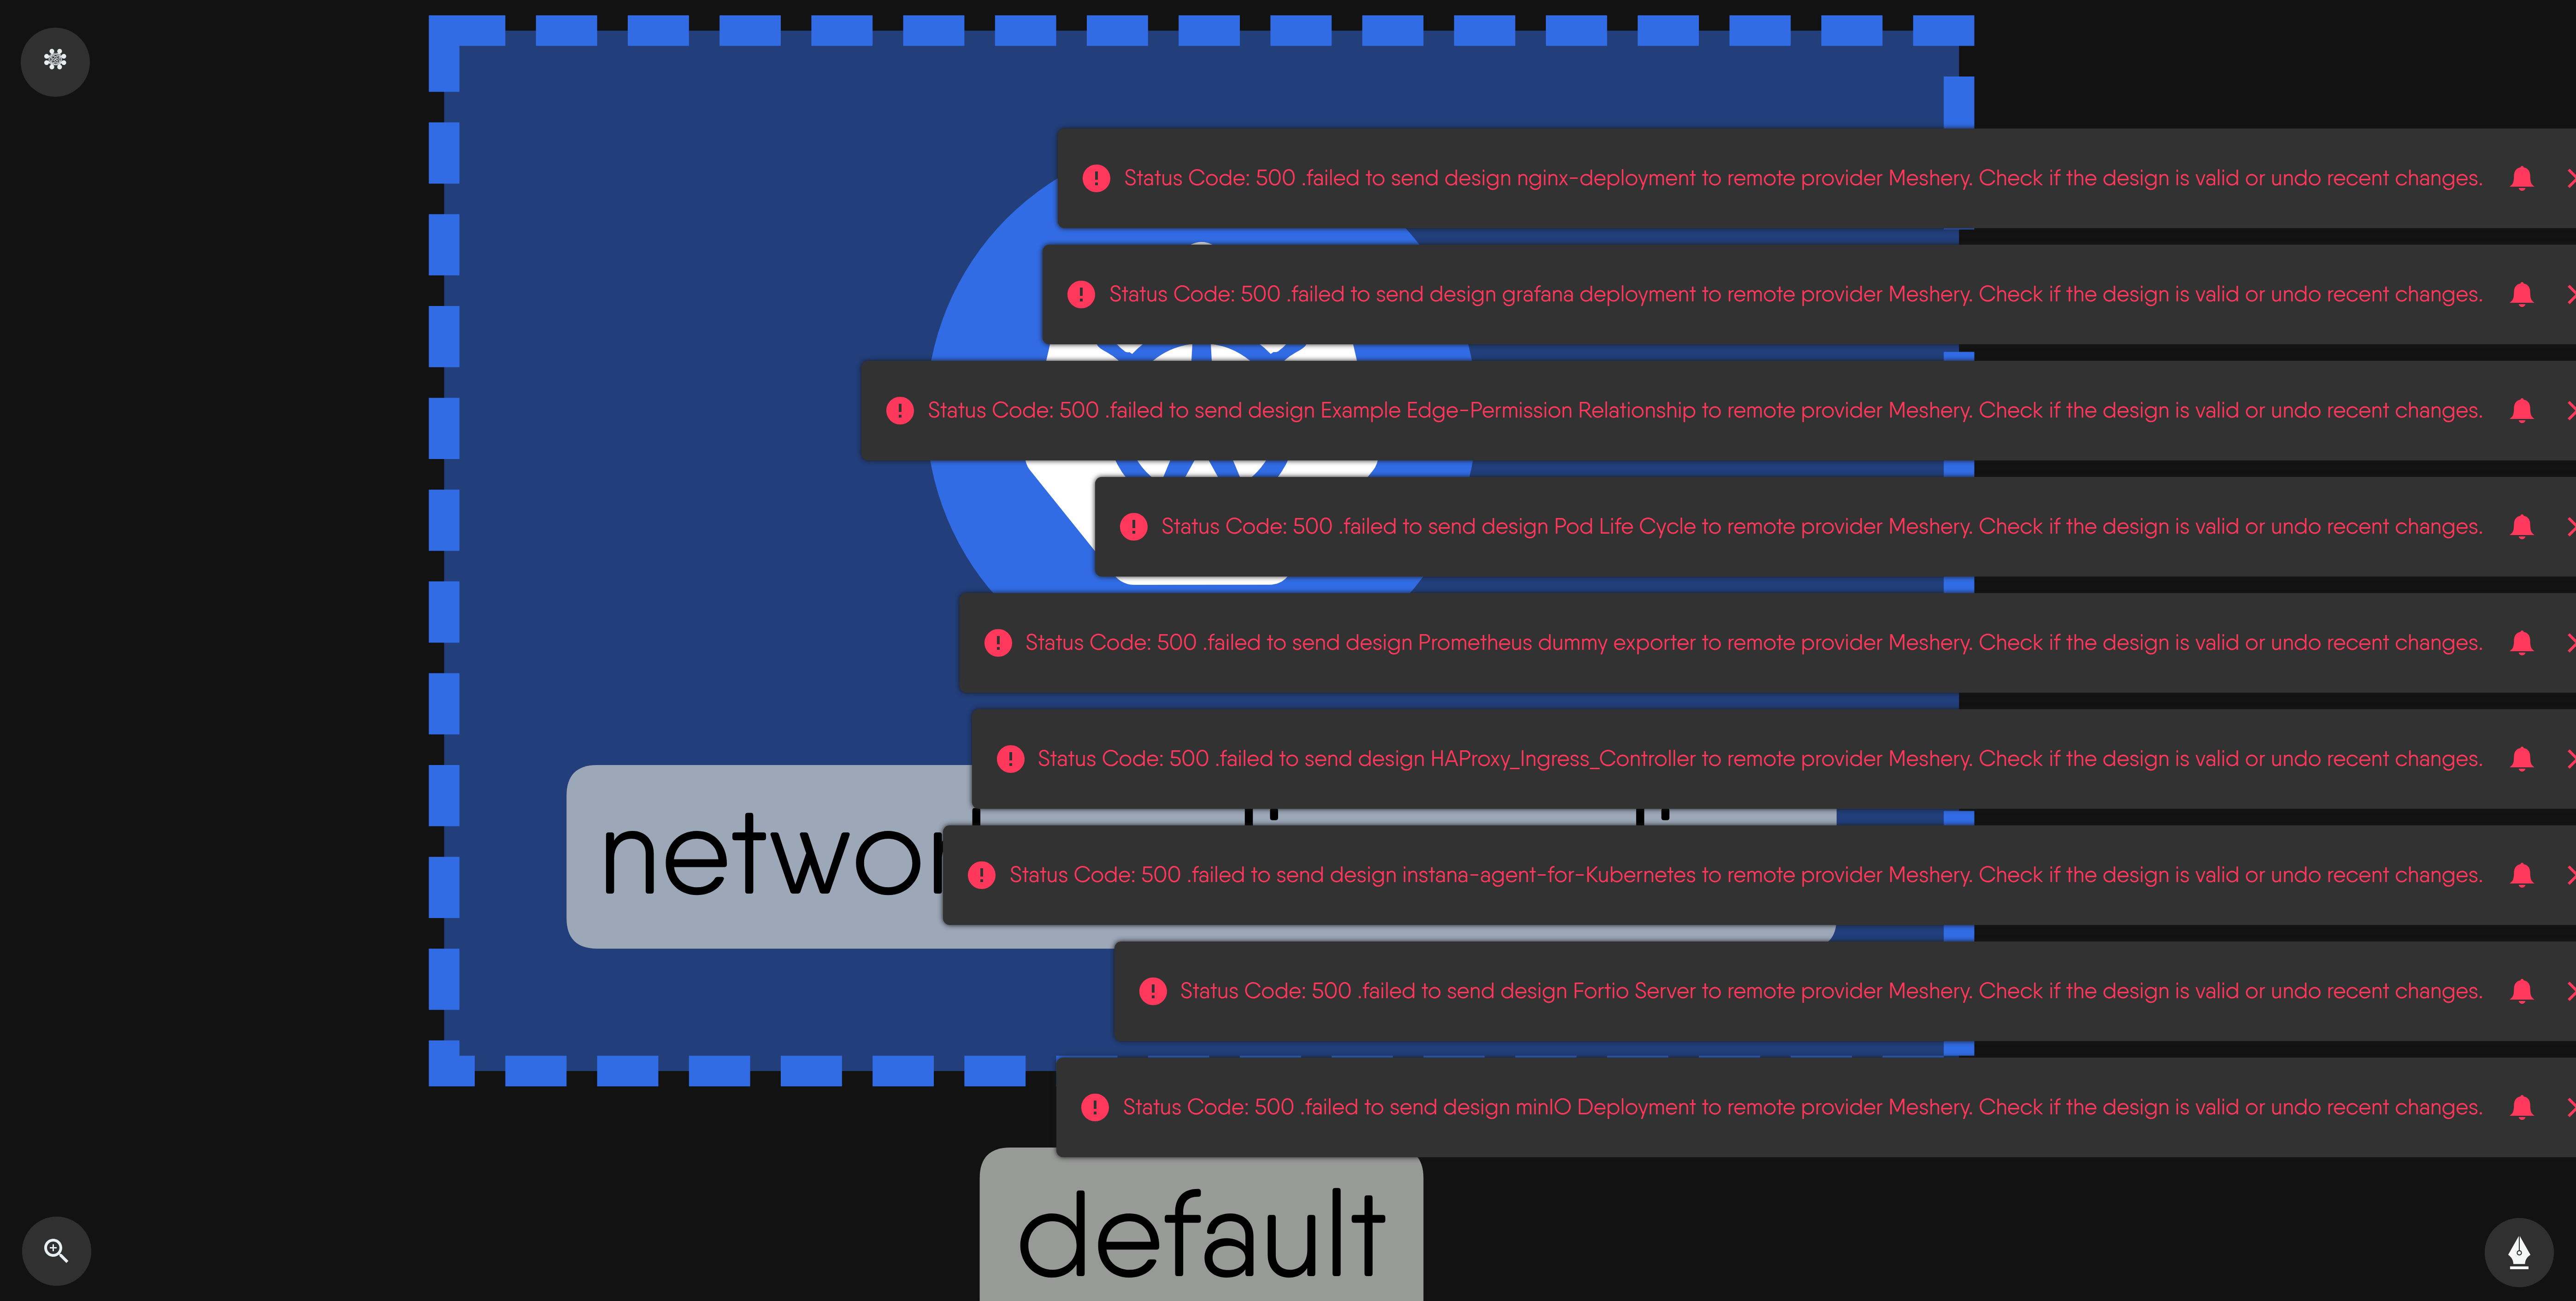 Status Code: 500 .failed to send design nginx-deployment to remote provider Meshery. Check if the design is valid or undo recent changes.
Status Code: 500 .failed to send design grafana deployment to remote provider Meshery. Check if the design is valid or undo recent changes.
Status Code: 500 .failed to send design Example Edge-Permission Relationship to remote provider Meshery. Check if the design is valid or undo recent changes.
Status Code: 500 .failed to send design Pod Life Cycle to remote provider Meshery. Check if the design is valid or undo recent changes.
Status Code: 500 .failed to send design Prometheus dummy exporter to remote provider Meshery. Check if the design is valid or undo recent changes.
Status Code: 500 .failed to send design HAProxy_Ingress_Controller to remote provider Meshery. Check if the design is valid or undo recent changes.
Status Code: 500 .failed to send design instana-agent-for-Kubernetes to remote provider Meshery. Check if the design is valid or undo recent changes.
Status Code: 500 .failed to send design Fortio Server to remote provider Meshery. Check if the design is valid or undo recent changes.
Status Code: 500 .failed to send design minIO Deployment to remote provider Meshery. Check if the design is valid or undo recent changes.
default